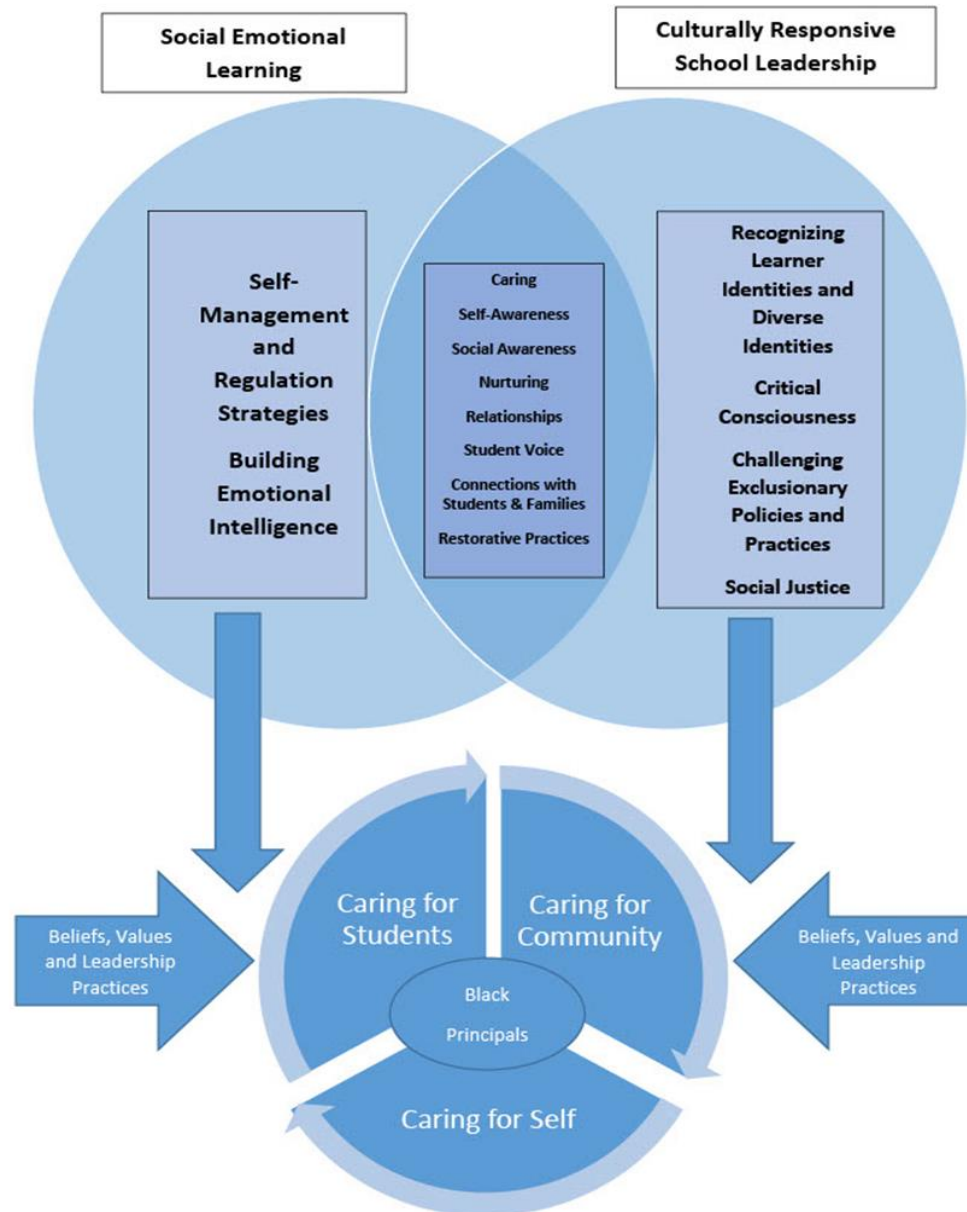 Social Emotional
Learning
Culturally Responsive
School Leadership
Self-
Management
and
Regulation
Strategies
Building
Emotional
Intelligence
Caring
Self-Awareness
Social Awareness
Nurturing
Relationships
Student Voice
Connections with
Students & Families
Restorative Practices
Recognizing
Learner
Identities and
Diverse
Identities
Critical
Consciousness
Challenging
Exclusionary
Policies and
Practices
Social Justice
Beliefs, Values
and Leadership
Practices
Caring for
Students
Caring for
Community
Black
Principals
Caring for Self
Beliefs, Values and
Leadership
Practices